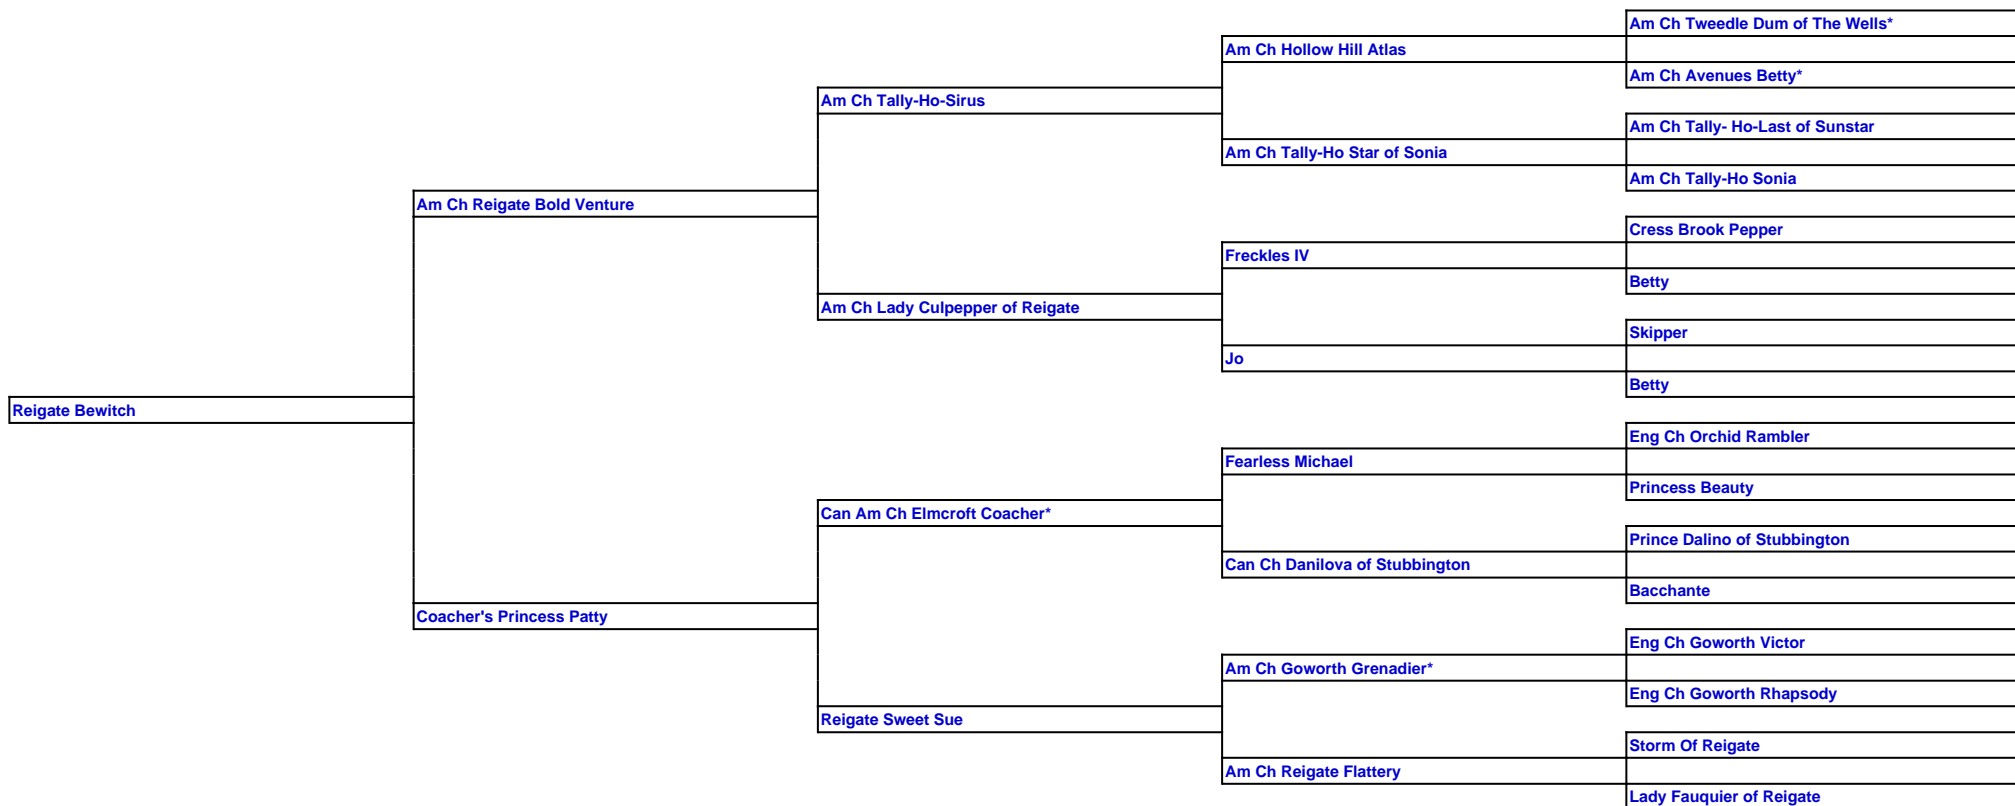 Am Ch Tweedle Dum of The Wells*
Am Ch Hollow Hill Atlas
Am Ch Avenues Betty*
Am Ch Tally-Ho-Sirus
Am Ch Tally- Ho-Last of Sunstar
Am Ch Tally-Ho Star of Sonia
Am Ch Tally-Ho Sonia
Am Ch Reigate Bold Venture
Cress Brook Pepper
Freckles IV
Betty
Am Ch Lady Culpepper of Reigate
Skipper
Jo
Betty
Reigate Bewitch
Eng Ch Orchid Rambler
Fearless Michael
Princess Beauty
Can Am Ch Elmcroft Coacher*
Prince Dalino of Stubbington
Can Ch Danilova of Stubbington
Bacchante
Coacher's Princess Patty
Eng Ch Goworth Victor
Am Ch Goworth Grenadier*
Eng Ch Goworth Rhapsody
Reigate Sweet Sue
Storm Of Reigate
Am Ch Reigate Flattery
Lady Fauquier of Reigate